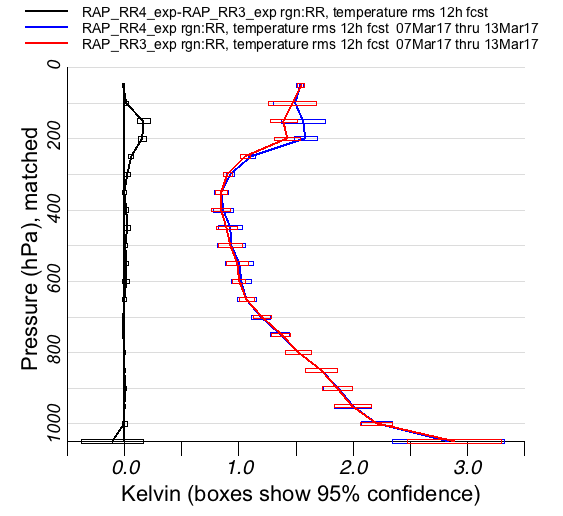 RAP_RR4_exp-RAP_RR3_exp rgn:RR, temperature rms 12h fcst
RAP_RR4_exp rgn:RR, temperature rms 12h fcst 07Mar17 thru 13Mar17
RAP_RR3_exp rgn:RR, temperature rms 12h fcst 07Mar17 thru 13Mar17
0
200
400
600
800
1000
Pressure (hPa), matched
0.0 1.0 2.0 3.0
Kelvin (boxes show 95% confidence)